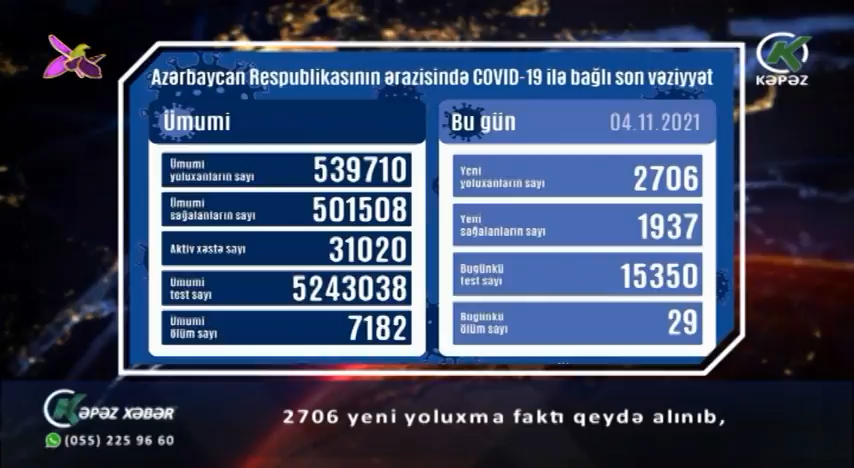 Azərbaycan Respublikasının ərazisində COVID-19 ilə bağlı son vəziyyət
KƏPƏZ
Ümumi
Ümumi
yoluxanların sayı
539710
Ümumi
sağalanların sayı
501508
Aktiv xəstə sayı
31020
Ümumi
test sayı
5243038
Ümumi
ölüm sayı
7182
Bu gün
04.11.2021
Yeni
yoluxanların sayı
2706
Yeni
sağalanların sayı
1937
Bugünkü
test sayı
15350
Bugünkü
ölüm sayı
29
KƏPƏZ XƏBƏR
(055) 225 96 60
2706 yeni yoluxma faktı qeydə alınıb,